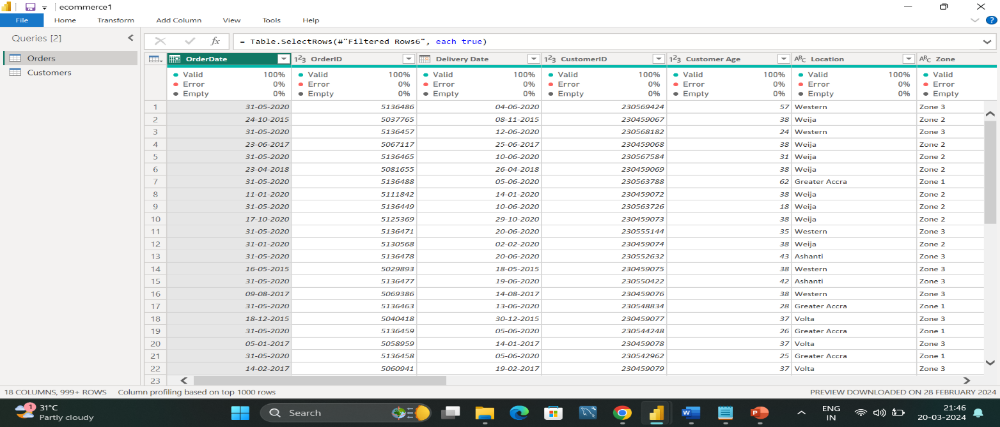 ecommerce1
File Home Transform Add Column View Tools Help ?
Queries [2] fx = Table.SelectRows(#"Filtered Rows6", each true)
Orders
Customers
OrderDate 123 OrderID Delivery Date 123 CustomerID 123 Customer Age ABC Location ABC Zone
Valid 100% Valid 100% Valid 100% Valid 100% Valid 100% Valid 100% Valid
Error 0% Error 0% Error 0% Error 0% Error 0% Error 0% Error
Empty 0% Empty 0% Empty 0% Empty 0% Empty 0% Empty 0% Empty
1 31-05-2020 5136486 04-06-2020 230569424 57 Western Zone 3
2 24-10-2015 5037765 08-11-2015 230459067 38 Weija Zone 2
3 31-05-2020 5136457 12-06-2020 230568182 24 Western Zone 3
4 23-06-2017 5067117 25-06-2017 230459068 38 Weija Zone 2
5 31-05-2020 5136465 10-06-2020 230567584 31 Weija Zone 2
6 23-04-2018 5081655 26-04-2018 230459069 38 Weija Zone 2
7 31-05-2020 5136488 05-06-2020 230563788 62 Greater Accra Zone 1
8 11-01-2020 5111842 14-01-2020 230459072 38 Weija Zone 2
9 31-05-2020 5136449 10-06-2020 230563726 18 Weija Zone 2
10 17-10-2020 5125369 29-10-2020 230459073 38 Weija Zone 2
11 31-05-2020 5136471 20-06-2020 230555144 35 Western Zone 3
12 31-01-2020 5130568 02-02-2020 230459074 38 Weija Zone 2
13 31-05-2020 5136478 20-06-2020 230552632 43 Ashanti Zone 3
14 16-05-2015 5029893 18-05-2015 230459075 38 Western Zone 3
15 31-05-2020 5136477 19-06-2020 230550422 42 Ashanti Zone 3
16 09-08-2017 5069386 14-08-2017 230459076 38 Western Zone 3
17 31-05-2020 5136463 13-06-2020 230548834 28 Greater Accra Zone 1
18 18-12-2015 5040418 30-12-2015 230459077 37 Volta Zone 3
19 31-05-2020 5136459 05-06-2020 230544248 26 Greater Accra Zone 1
20 05-01-2017 5058959 14-01-2017 230459078 37 Volta Zone 3
21 31-05-2020 5136458 05-06-2020 230542962 25 Greater Accra Zone 1
22 14-02-2017 5060941 19-02-2017 230459079 37 Volta Zone 3
23
18 COLUMNS, 999+ ROWS Column profiling based on top 1000 rows PREVIEW DOWNLOADED ON 28 FEBRUARY 2024
1 31°C Search W P ENG 21:46
Partly cloudy IN 20-03-2024